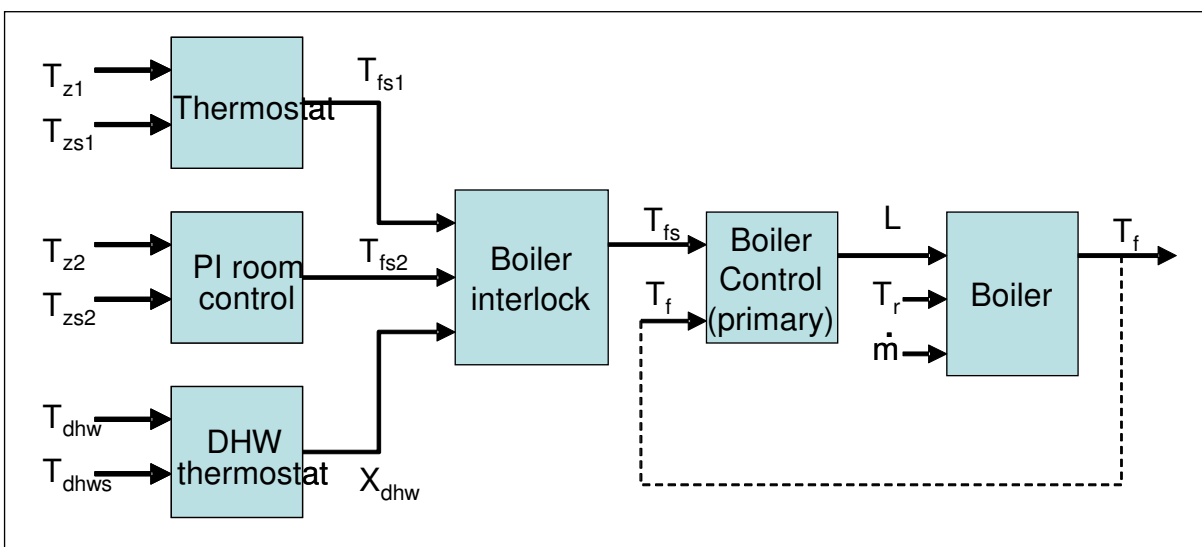 T_z1
T_zs1
Thermostat
T_fs1
T_z2
T_zs2
PI room
control
T_fs2
T_dhw
T_dhws
DHW
thermostat
X_dhw
Boiler
interlock
T_fs
T_f
Boiler
Control
(primary)
L
T_r
ṁ
Boiler
T_f